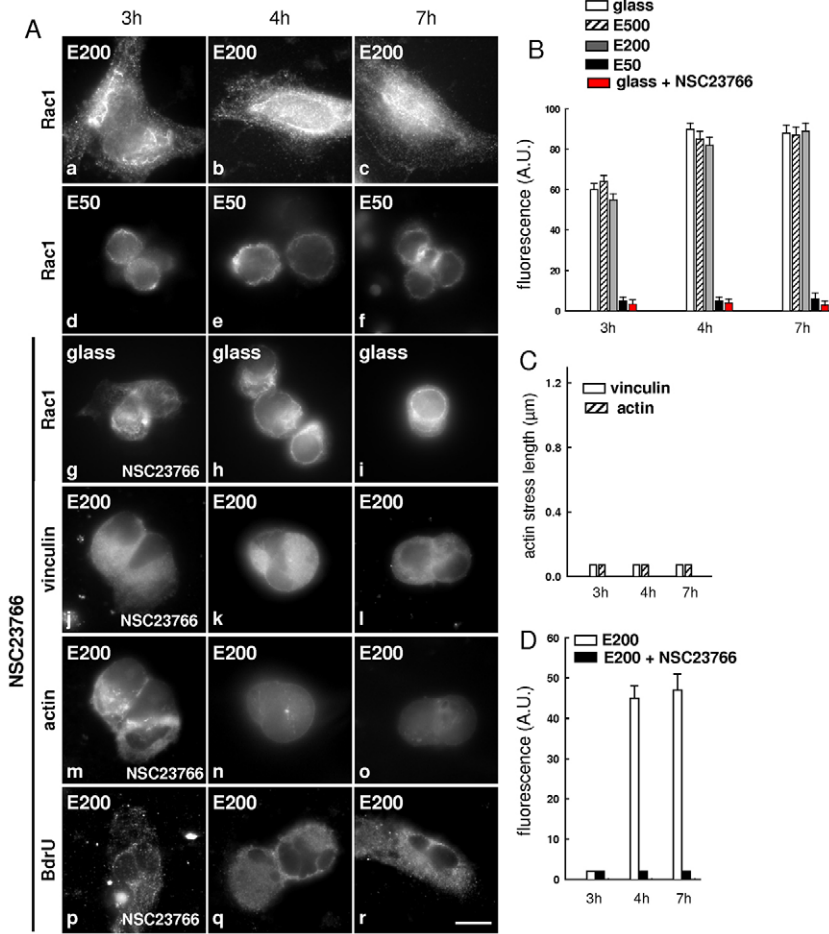 A
3h 4h 7h
Rac1
E200 E200 E200
a b c
Rac1
E50 E50 E50
d e f
NSC23766
Rac1
glass glass glass
g NSC23766 h i
vinculin
E200 E200 E200
j NSC23766 k l
actin
E200 E200 E200
m NSC23766 n o
BdrU
E200 E200 E200
p NSC23766 q r
B
glass
E500
E200
E50
glass + NSC23766
fluorescence (A.U.)
100
80
60
40
20
0
3h 4h 7h
C
vinculin
actin
actin stress length (µm)
1.2
0.8
0.4
0.0
3h 4h 7h
D
E200
E200 + NSC23766
fluorescence (A.U.)
60
50
40
30
20
10
0
3h 4h 7h